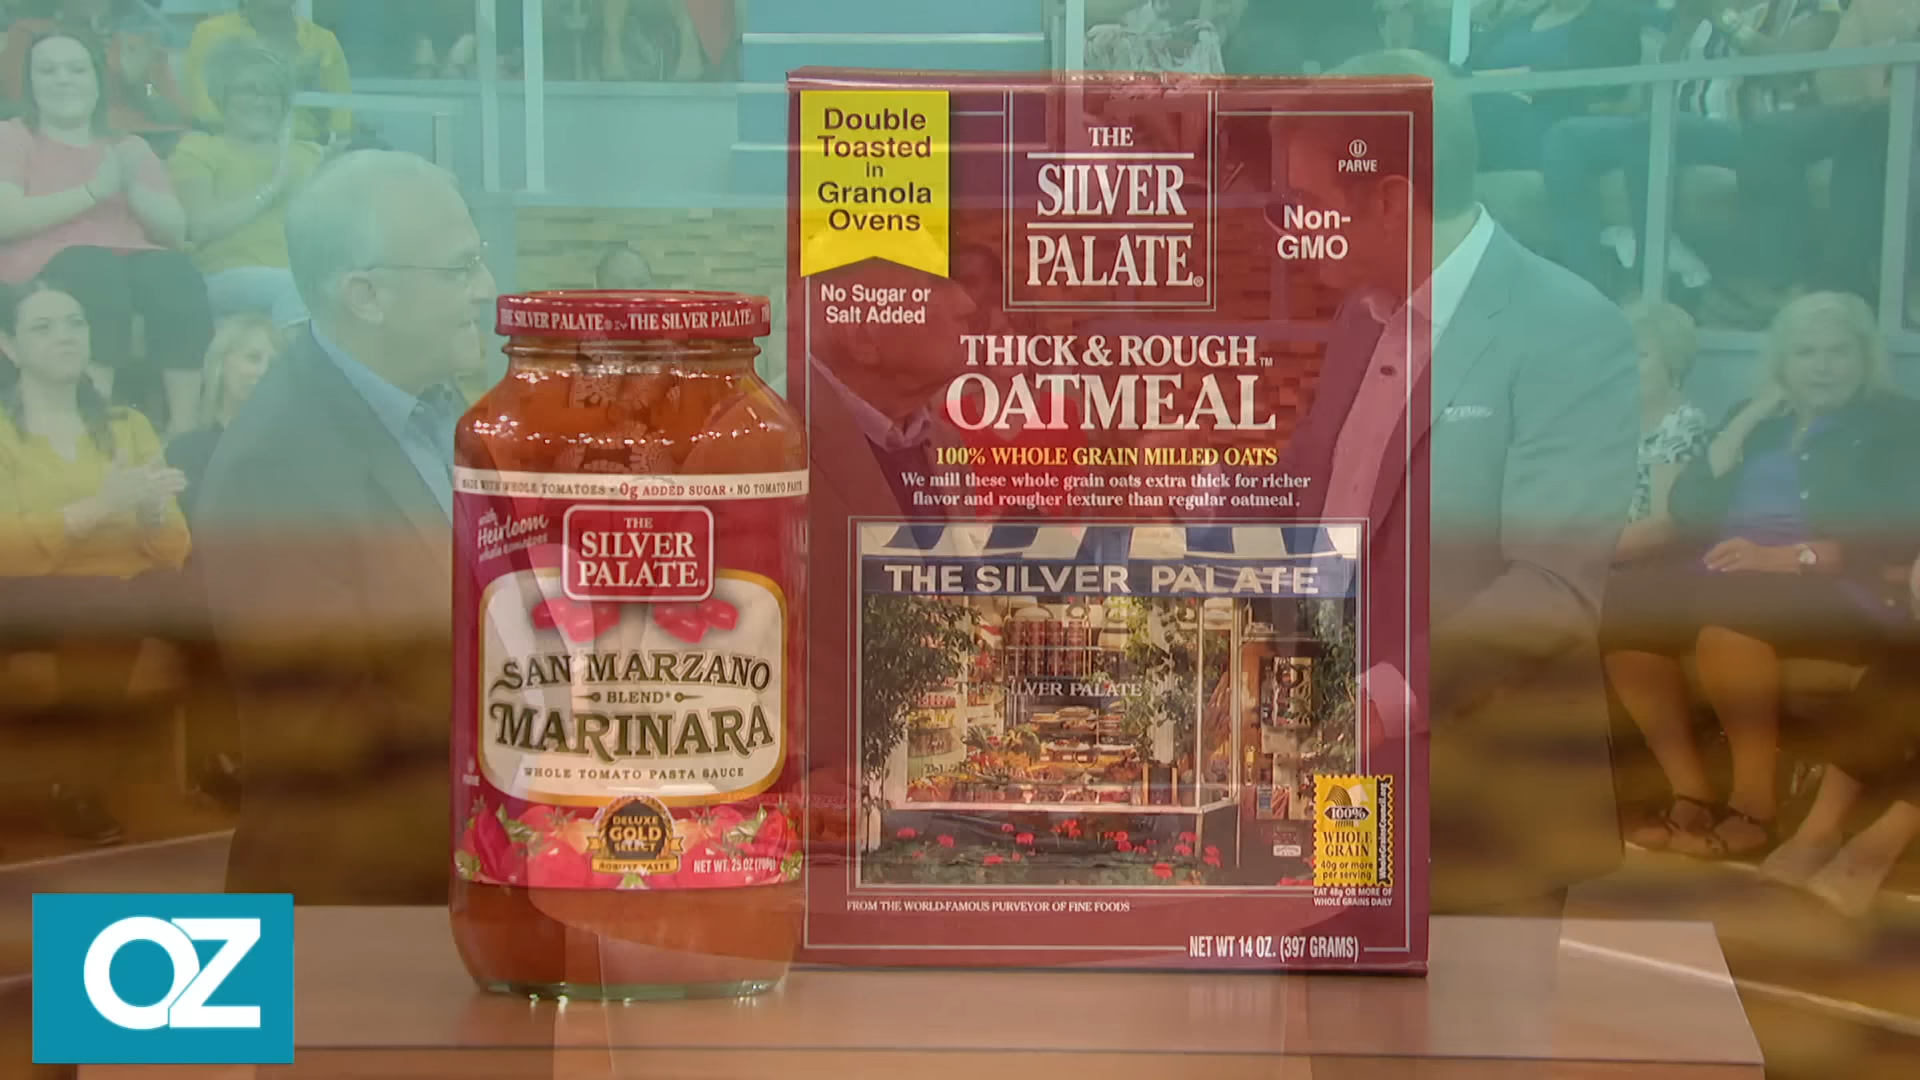 Double
Toasted
in
Granola
Ovens
No Sugar or
Salt Added
THE
SILVER
PALATE®
U
PARVE
Non-
GMO
THICK & ROUGH™
OATMEAL
100% WHOLE GRAIN MILLED OATS
We mill these whole grain oats extra thick for richer
flavor and rougher texture than regular oatmeal.
THE SILVER PALATE
SILVER PALATE
100%
WHOLE
GRAIN
40g or more
per serving
WholeGrainsCouncil.org
EAT 48g OR MORE OF
WHOLE GRAINS DAILY
FROM THE WORLD-FAMOUS PURVEYOR OF FINE FOODS
NET WT 14 OZ. (397 GRAMS)
THE SILVER PALATE THE SILVER PALATE
MADE WITH WHOLE TOMATOES • 0g ADDED SUGAR • NO TOMATO PASTE
with
Heirloom
whole tomatoes
THE
SILVER
PALATE®
SAN MARZANO
BLEND*
MARINARA
WHOLE TOMATO PASTA SAUCE
DELUXE
GOLD
SELECT
ROBUST TASTE
NET WT. 25 OZ
OZ